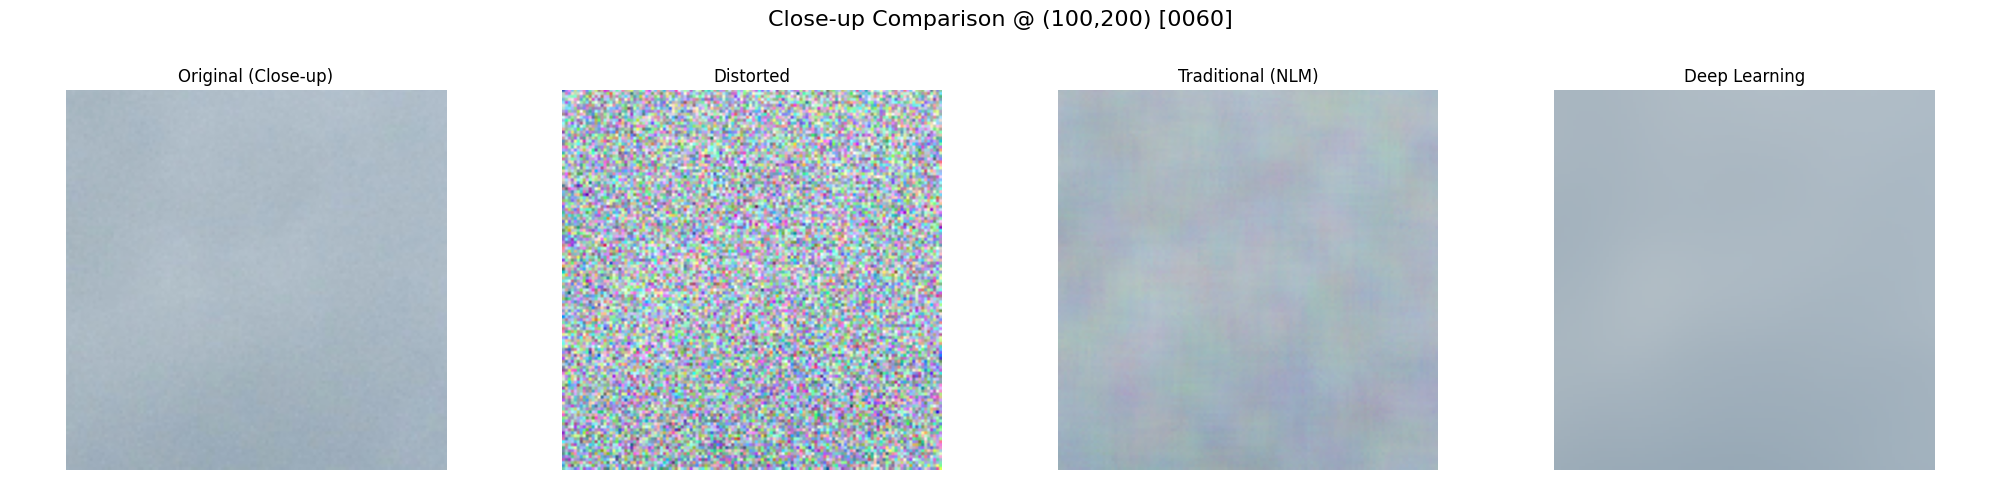 Close-up Comparison @ (100,200) [0060]
Original (Close-up)
Distorted
Traditional (NLM)
Deep Learning